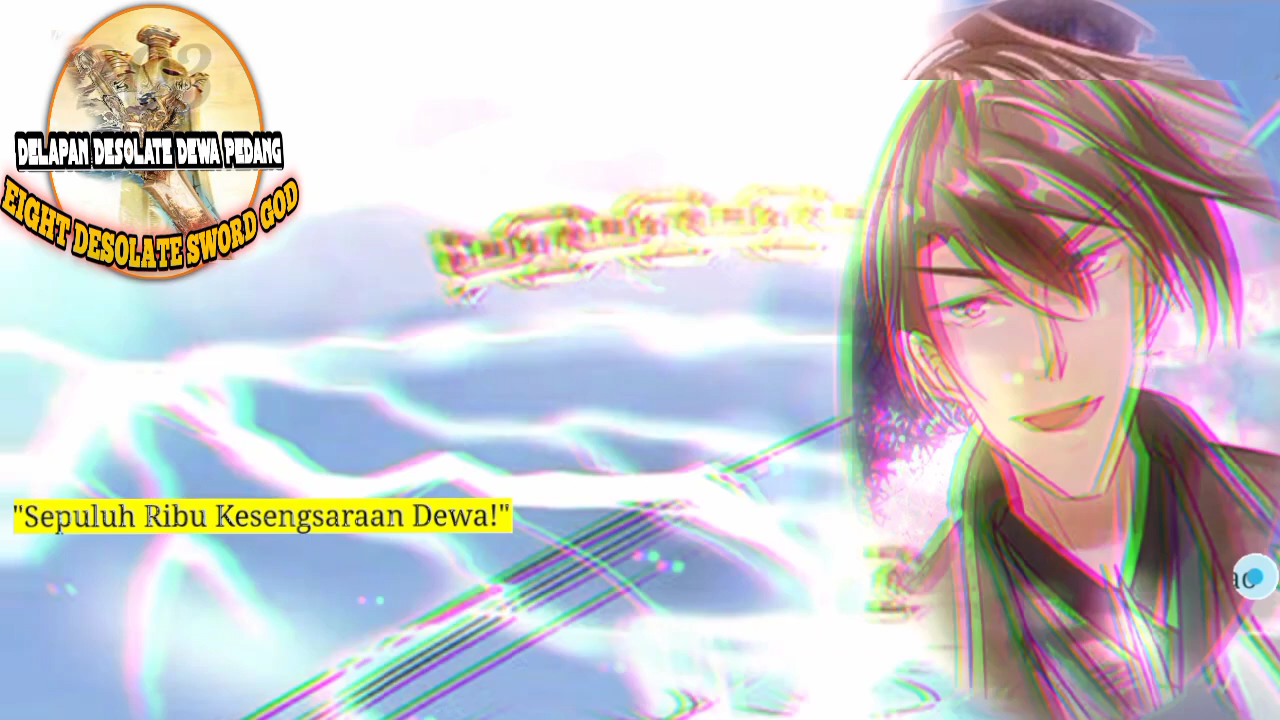 DELAPAN DESOLATE DEWA PEDANG
EIGHT DESOLATE SWORD GOD
"Sepuluh Ribu Kesengsaraan Dewa!"